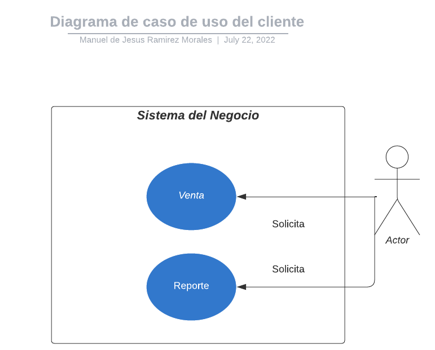 Diagrama de caso de uso del cliente
Manuel de Jesus Ramirez Morales | July 22, 2022
Sistema del Negocio
Venta
Solicita
Actor
Solicita
Reporte